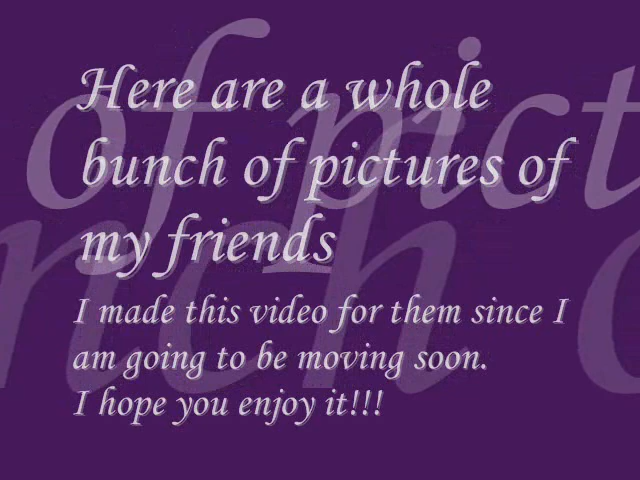 Here are a whole
bunch of pictures of
my friends
I made this video for them since I
am going to be moving soon.
I hope you enjoy it!!!